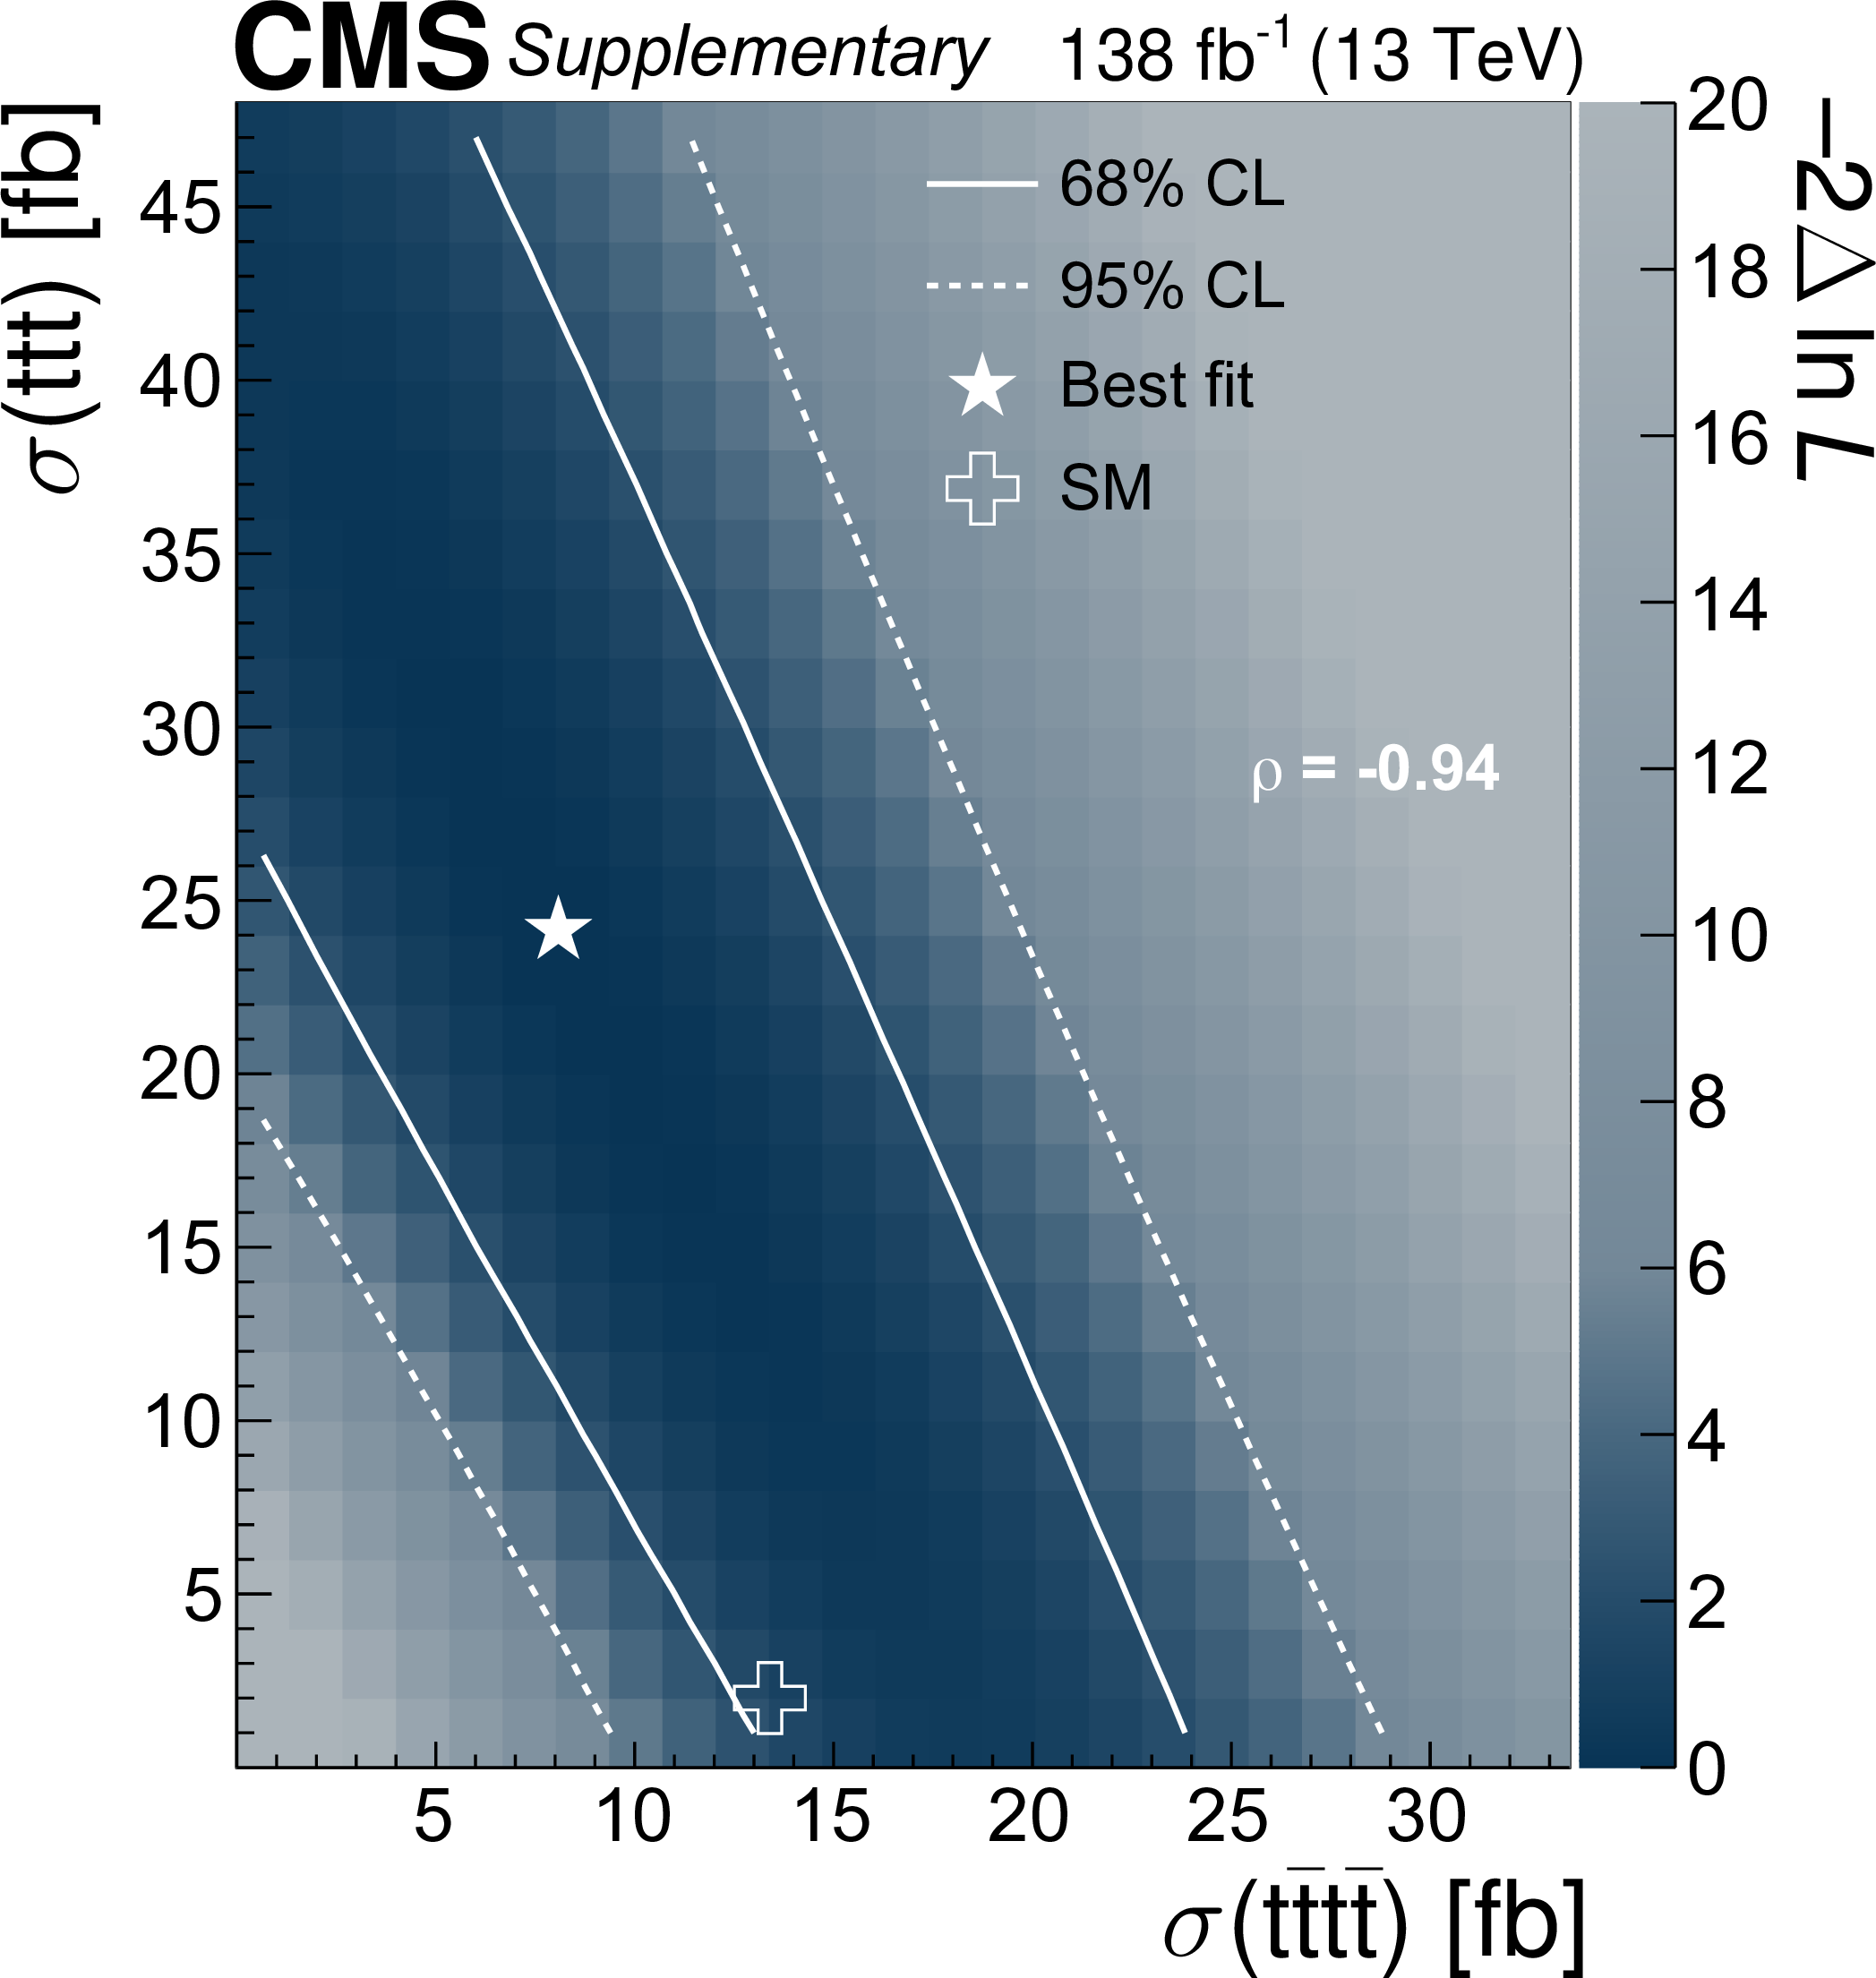 CMS Supplementary 138 fb⁻¹ (13 TeV)
σ(ttt) [fb]
45
40
35
30
25
20
15
10
5
68% CL
95% CL
Best fit
SM
ρ = -0.94
5 10 15 20 25 30
σ(tt̅tt̅) [fb]
20
18
16
14
12
10
8
6
4
2
0
−2 Δ ln L